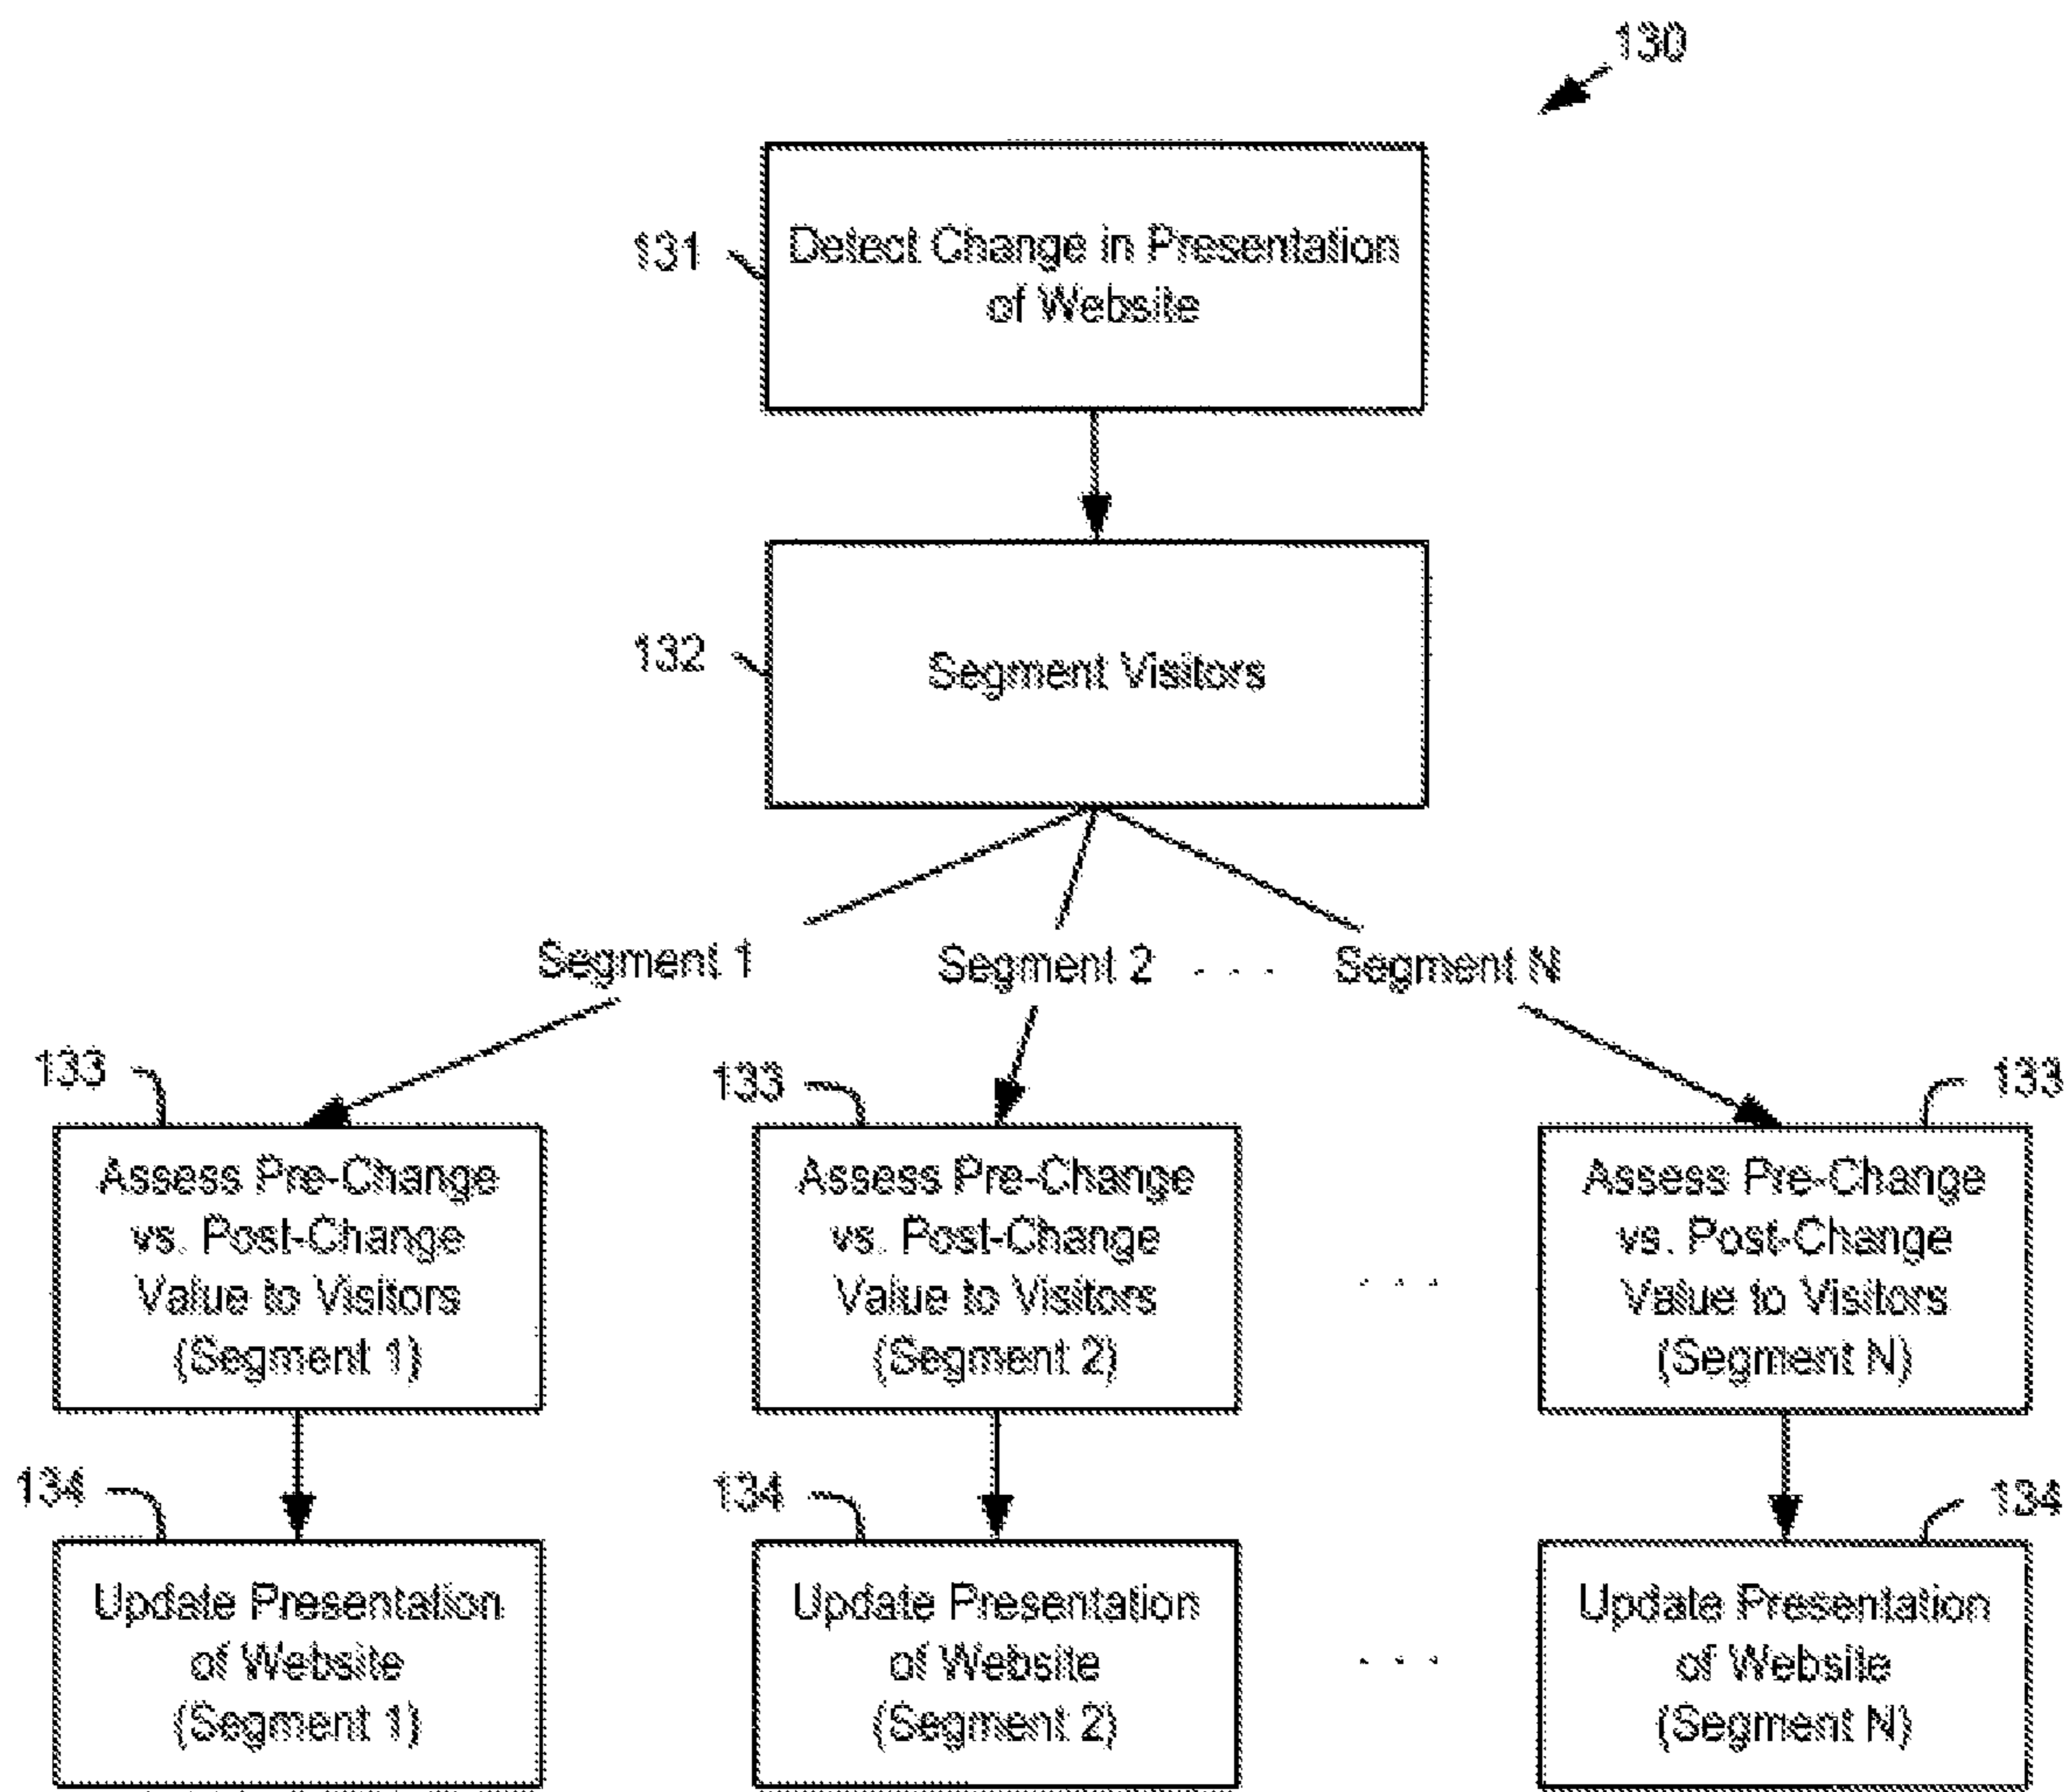 130
131
Detect Change in Presentation
of Website
132
Segment Visitors
Segment 1
Segment 2
. . .
Segment N
133
133
133
Assess Pre-Change
vs. Post-Change
Value to Visitors
(Segment 1)
Assess Pre-Change
vs. Post-Change
Value to Visitors
(Segment 2)
. . .
Assess Pre-Change
vs. Post-Change
Value to Visitors
(Segment N)
134
134
134
Update Presentation
of Website
(Segment 1)
Update Presentation
of Website
(Segment 2)
. . .
Update Presentation
of Website
(Segment N)